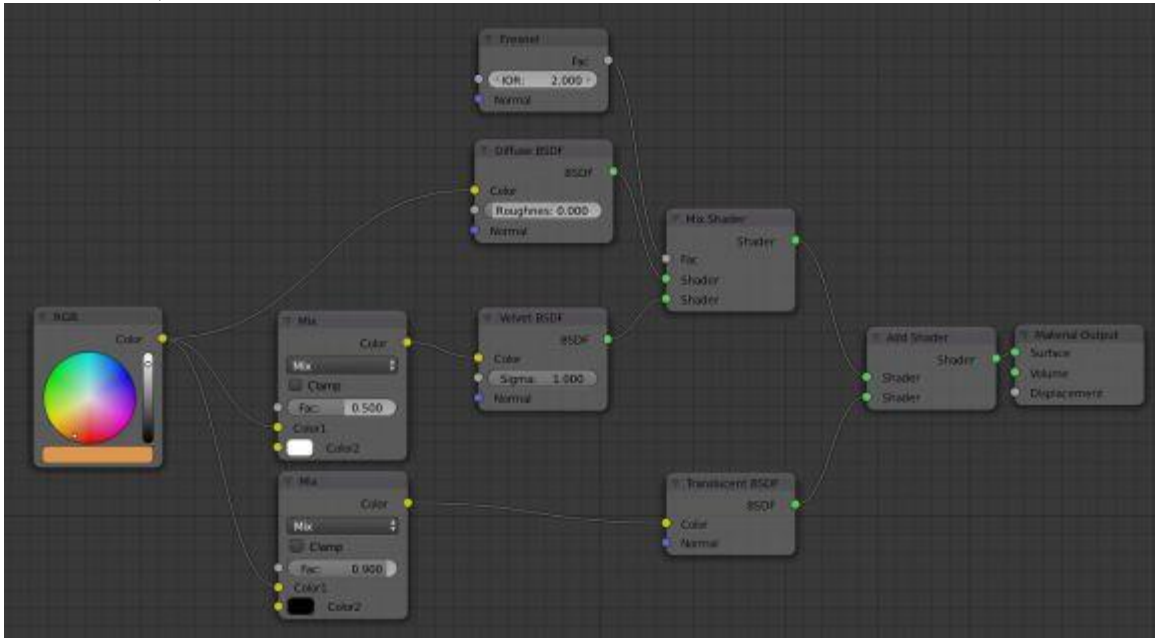 Fresnel
Fac
IOR: 2.000
Normal
Diffuse BSDF
BSDF
Color
Roughnes: 0.000
Normal
Mix Shader
Shader
Fac
Shader
Shader
RGB
Color
Mix
Color
Mix
Clamp
Fac: 0.500
Color1
Color2
Velvet BSDF
BSDF
Color
Sigma: 1.000
Normal
Add Shader
Shader
Shader
Shader
Material Output
Surface
Volume
Displacement
Mix
Color
Mix
Clamp
Fac: 0.900
Color1
Color2
Translucent BSDF
BSDF
Color
Normal